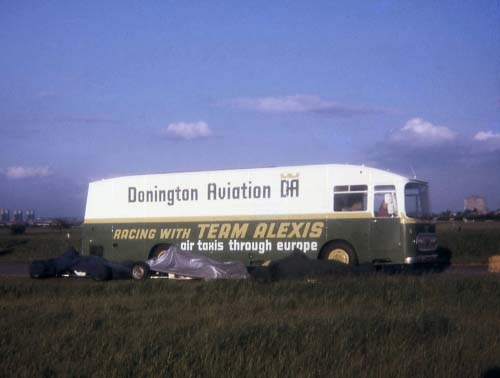 Donington Aviation DA
RACING WITH TEAM ALEXIS
air taxis through europe